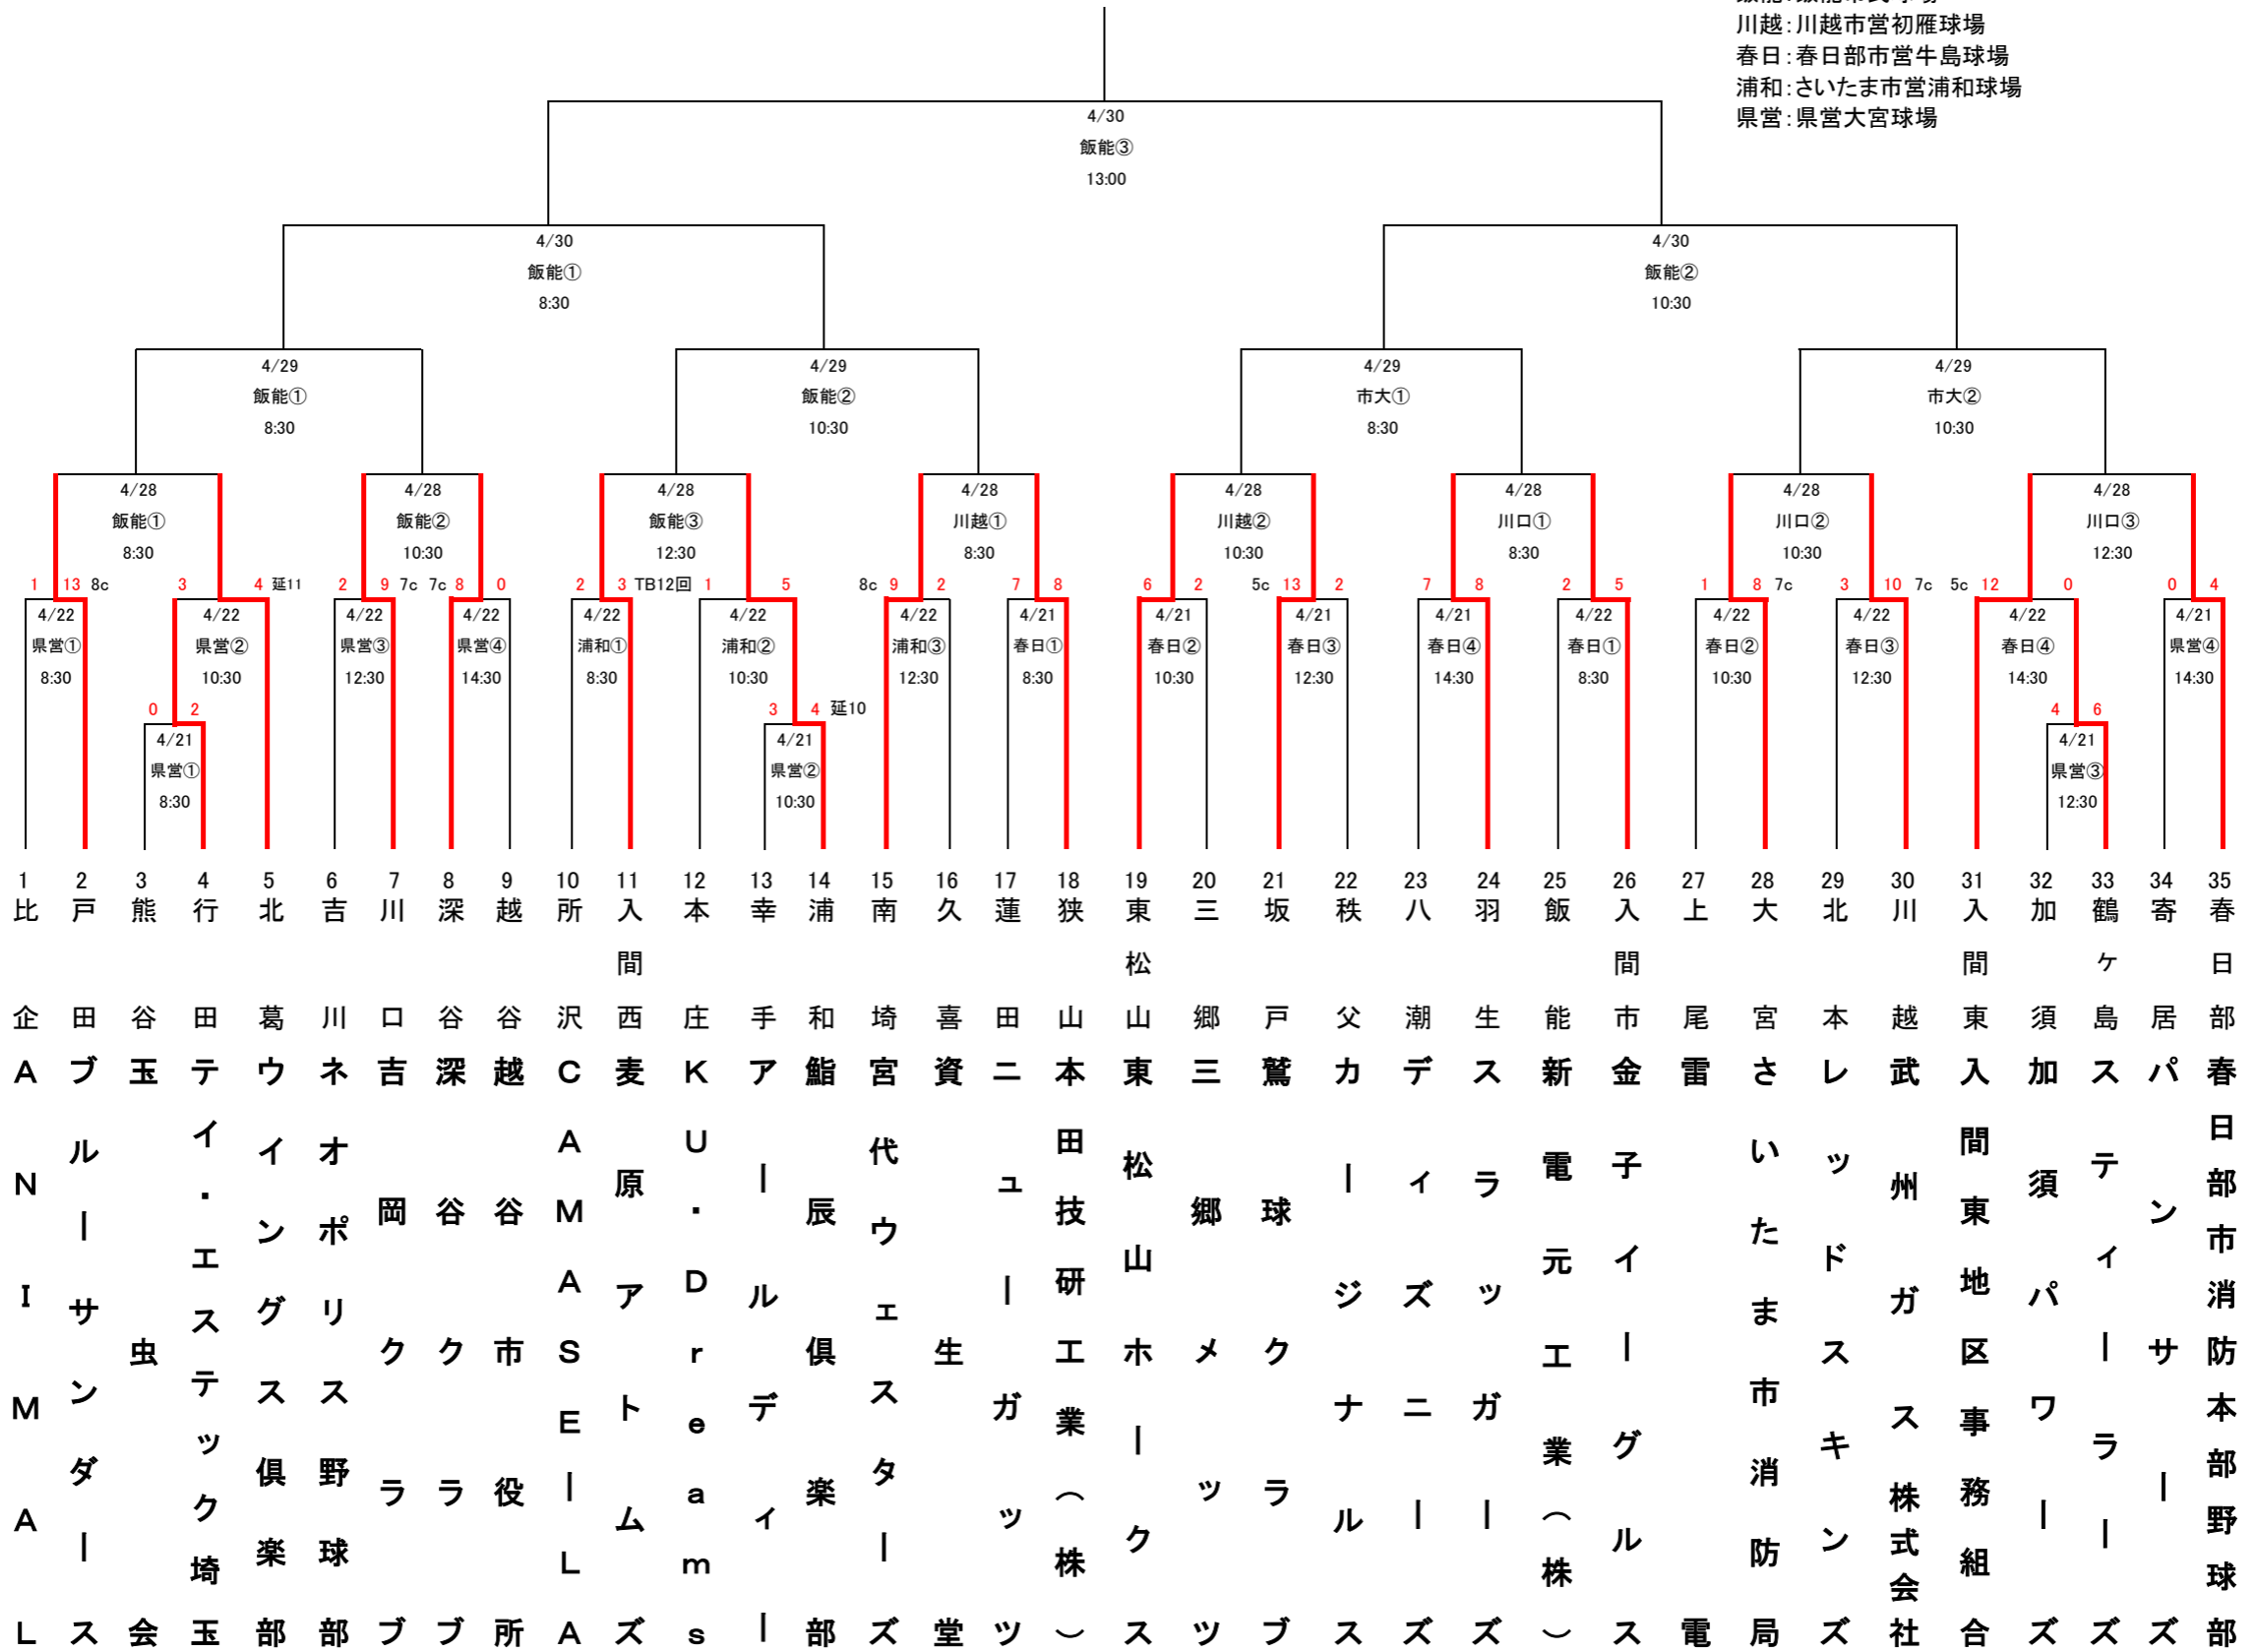 川越：川越市営初雁球場
春日：春日部市営牛島球場
浦和：さいたま市営浦和球場
県営：県営大宮球場
4/30
飯能③
13:00
4/30
飯能①
8:30
4/30
飯能②
10:30
4/29
飯能①
8:30
4/29
飯能②
10:30
4/29
市大①
8:30
4/29
市大②
10:30
4/28
飯能①
8:30
4/28
飯能②
10:30
4/28
飯能③
12:30
4/28
川越①
8:30
4/28
川越②
10:30
4/28
川口①
8:30
4/28
川口②
10:30
4/28
川口③
12:30
1 13 8c 3 4 延11 2 9 7c 7c 8 0 2 3 TB12回 1 5 8c 9 2 7 8 6 2 5c 13 2 7 8 2 5 1 8 7c 3 10 7c 5c 12 0 0 4
4/22
県営①
8:30
4/22
県営②
10:30
4/22
県営③
12:30
4/22
県営④
14:30
4/22
浦和①
8:30
4/22
浦和②
10:30
4/22
浦和③
12:30
4/21
春日①
8:30
4/21
春日②
10:30
4/21
春日③
12:30
4/21
春日④
14:30
4/22
春日①
8:30
4/22
春日②
10:30
4/22
春日③
12:30
4/22
春日④
14:30
4/21
県営④
14:30
0 2
4/21
県営①
8:30
3 4 延10
4/21
県営②
10:30
4 6
4/21
県営③
12:30
1 比企 ANIMAL
2 戸田 ブルーサンダース
3 熊谷 玉虫会
4 行田 テイ・エステック埼玉
5 北葛 ウイングス倶楽部
6 吉川 ネオポリス野球部
7 川口 吉岡クラブ
8 深谷 深谷クラブ
9 越谷 越谷市役所
10 所沢 CAMASE－LA
11 入間西 麦原アトムズ
12 本庄 KU・Dreams
13 幸手 アールディー
14 浦和 鮨辰倶楽部
15 南埼 宮代ウェスターズ
16 久喜 資生堂
17 蓮田 ニューガッツ
18 狭山 本田技研工業（株）
19 東松山 東松山ホークス
20 三郷 三郷メッツ
21 坂戸 鷲球クラブ
22 秩父 カージナルス
23 八潮 ディズニーズ
24 羽生 スラッガーズ
25 飯能 新電元工業（株）
26 入間市 金子イーグルス
27 上尾 雷電
28 大宮 さいたま市消防局
29 北本 レッドスキンズ
30 川越 武州ガス株式会社
31 入間東 入間東地区事務組合
32 加須 加須パワーズ
33 鶴ヶ島 スティーラーズ
34 寄居 パンサーズ
35 春日部 春日部市消防本部野球部